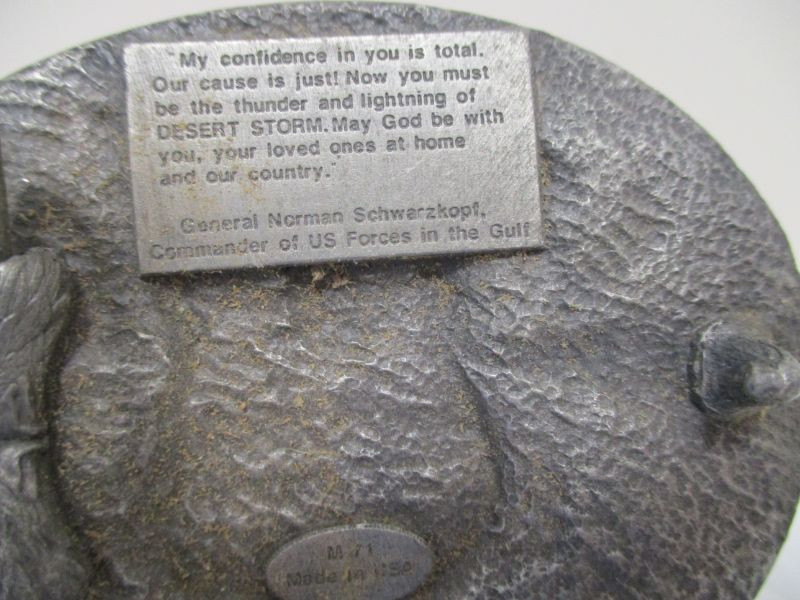 "My confidence in you is total.
Our cause is just! Now you must
be the thunder and lightning of
DESERT STORM. May God be with
you, your loved ones at home
and our country."
General Norman Schwarzkopf,
Commander of US Forces in the Gulf
M 71
Made in USA